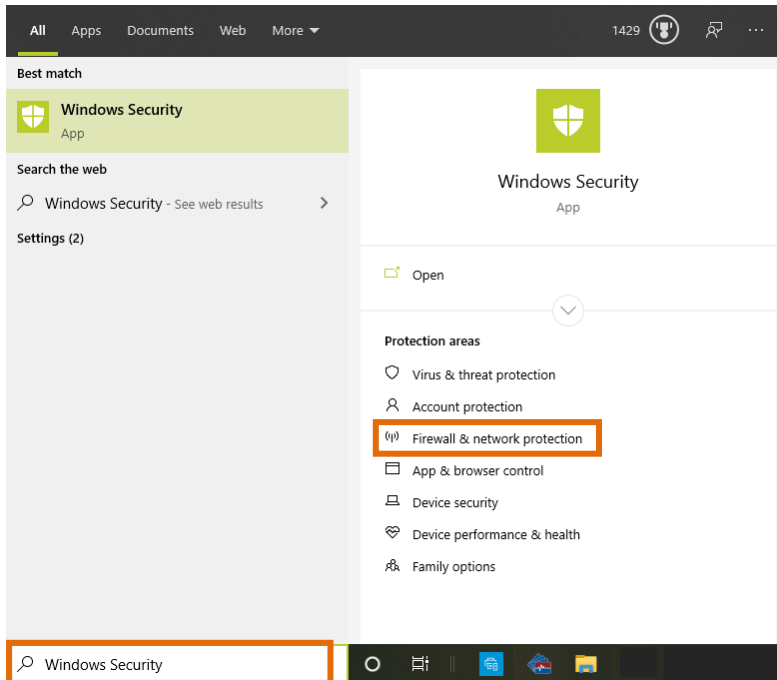 All Apps Documents Web More 1429 ...
Best match
Windows Security
App
Search the web
Windows Security - See web results
Settings (2)
Windows Security
App
Open
Protection areas
Virus & threat protection
Account protection
Firewall & network protection
App & browser control
Device security
Device performance & health
Family options
Windows Security